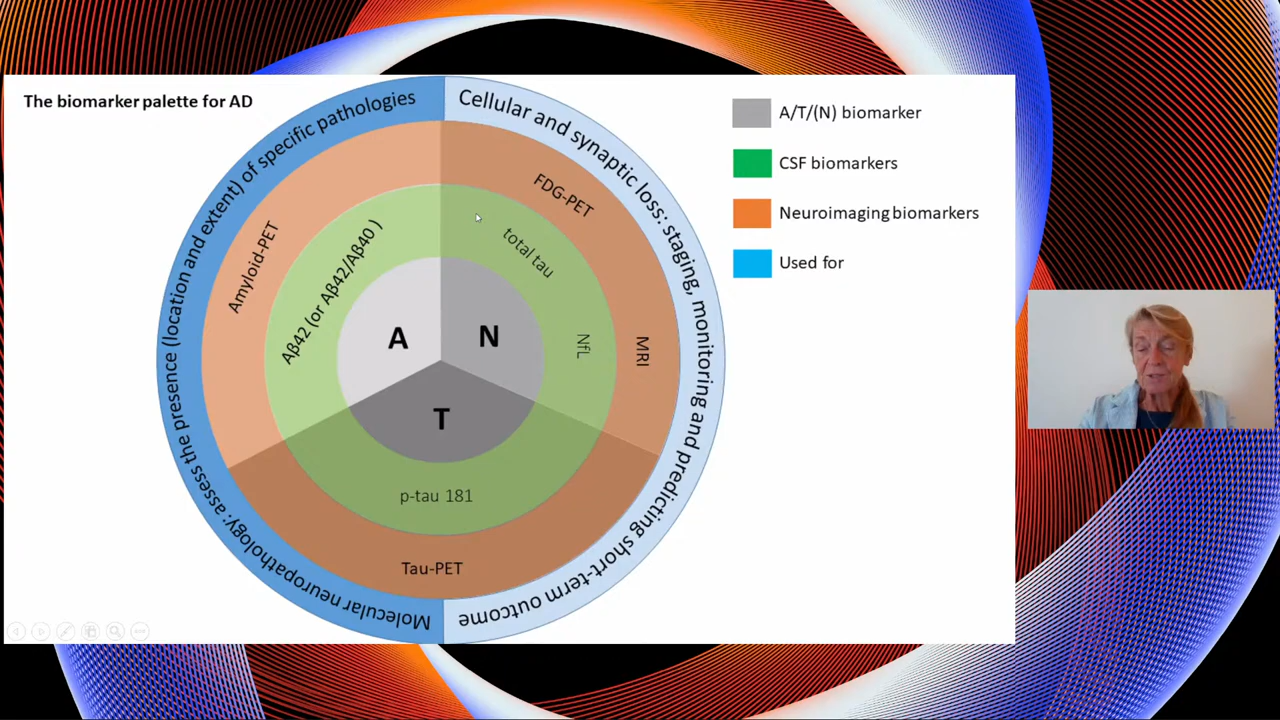 The biomarker palette for AD
Molecular neuropathology: assess the presence (location and extent) of specific pathologies
Cellular and synaptic loss: staging, monitoring and predicting short-term outcome
Amyloid-PET
FDG-PET
MRI
Tau-PET
Aβ42 (or Aβ42/Aβ40 )
total tau
NfL
p-tau 181
A
N
T
A/T/(N) biomarker
CSF biomarkers
Neuroimaging biomarkers
Used for